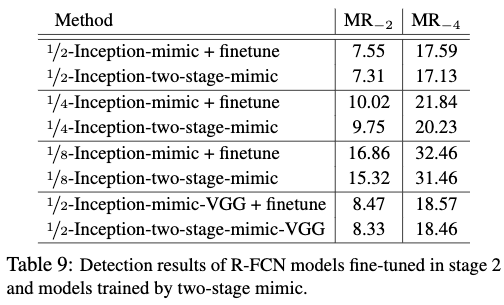 Method MR−2 MR−4
1/2-Inception-mimic + finetune 7.55 17.59
1/2-Inception-two-stage-mimic 7.31 17.13
1/4-Inception-mimic + finetune 10.02 21.84
1/4-Inception-two-stage-mimic 9.75 20.23
1/8-Inception-mimic + finetune 16.86 32.46
1/8-Inception-two-stage-mimic 15.32 31.46
1/2-Inception-mimic-VGG + finetune 8.47 18.57
1/2-Inception-two-stage-mimic-VGG 8.33 18.46
Table 9: Detection results of R-FCN models fine-tuned in stage 2
and models trained by two-stage mimic.